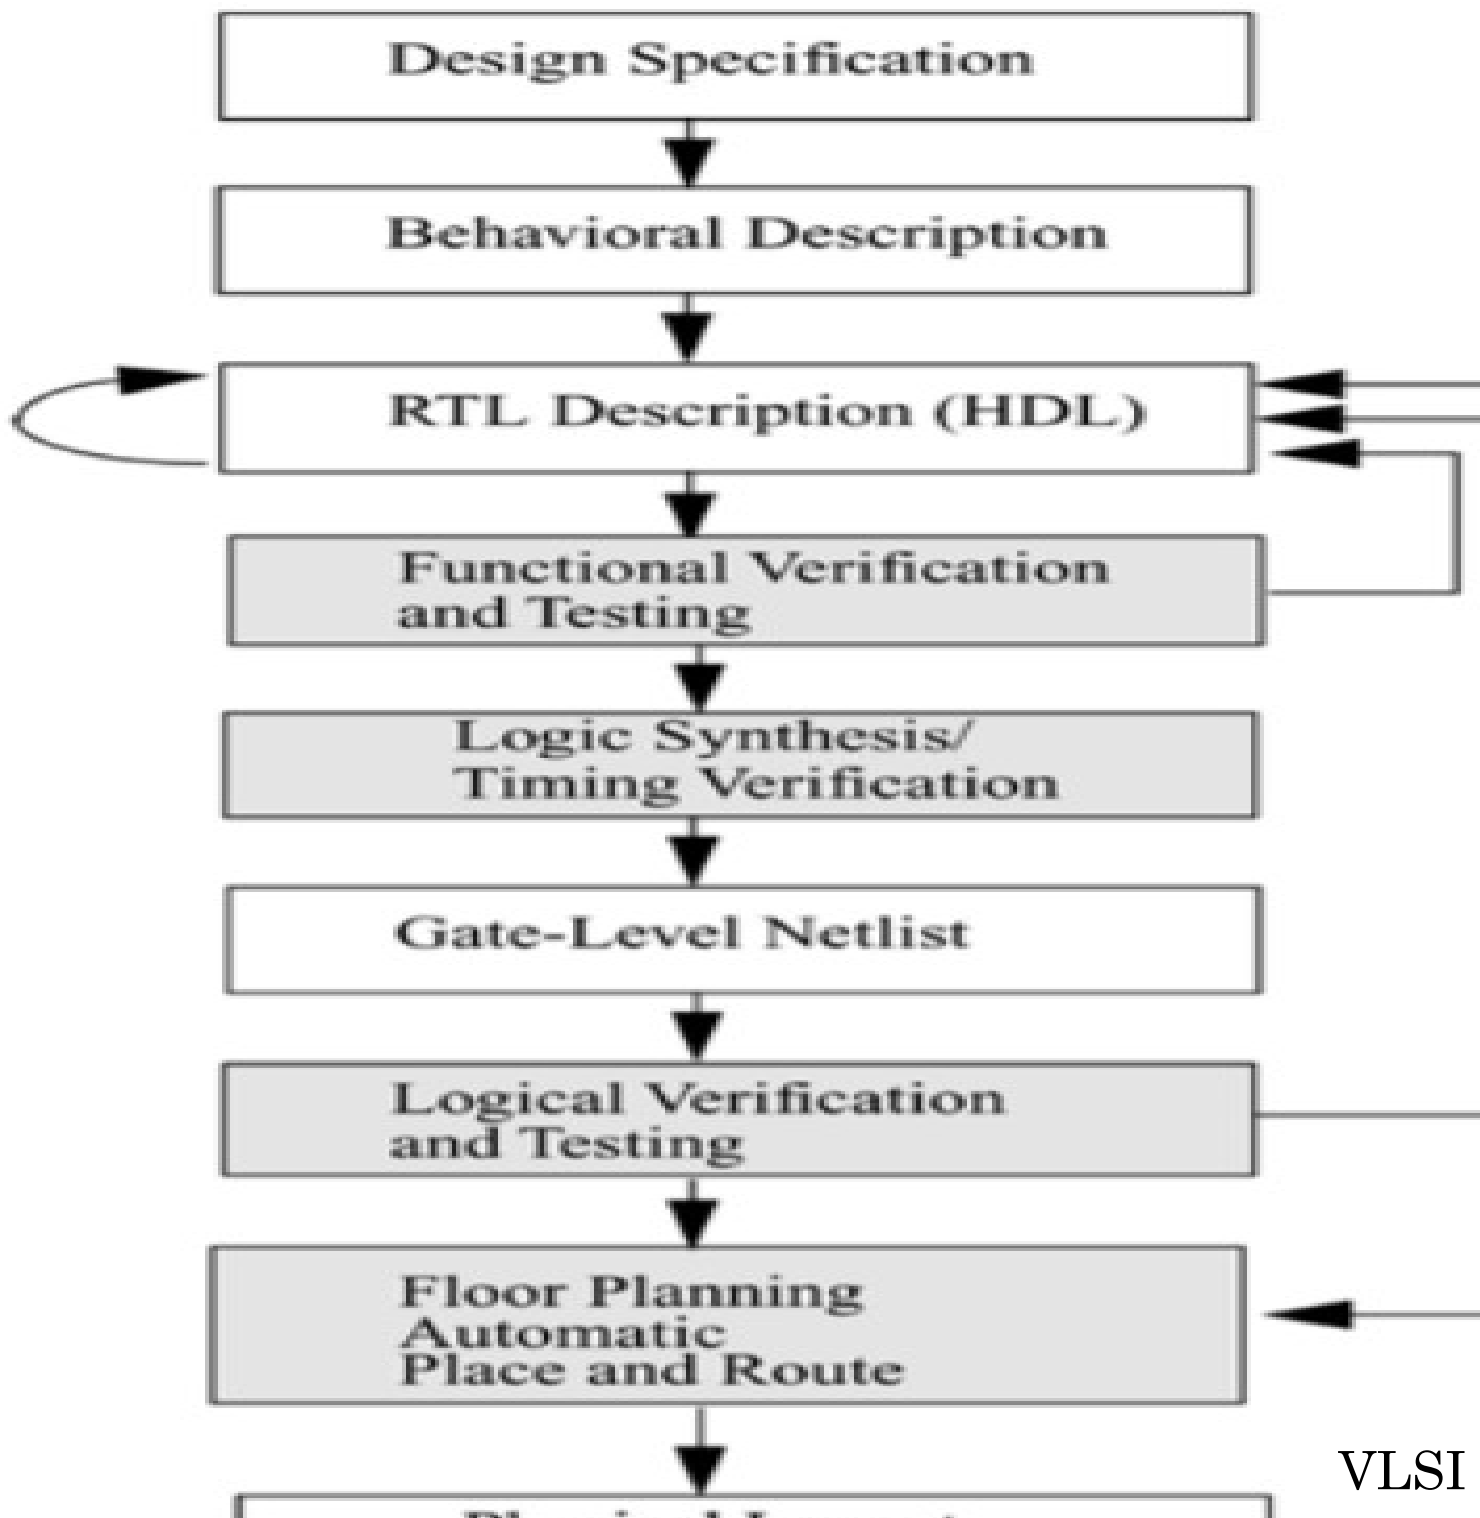 Design Specification
Behavioral Description
RTL Description (HDL)
Functional Verification
and Testing
Logic Synthesis/
Timing Verification
Gate-Level Netlist
Logical Verification
and Testing
Floor Planning
Automatic
Place and Route
VLSI